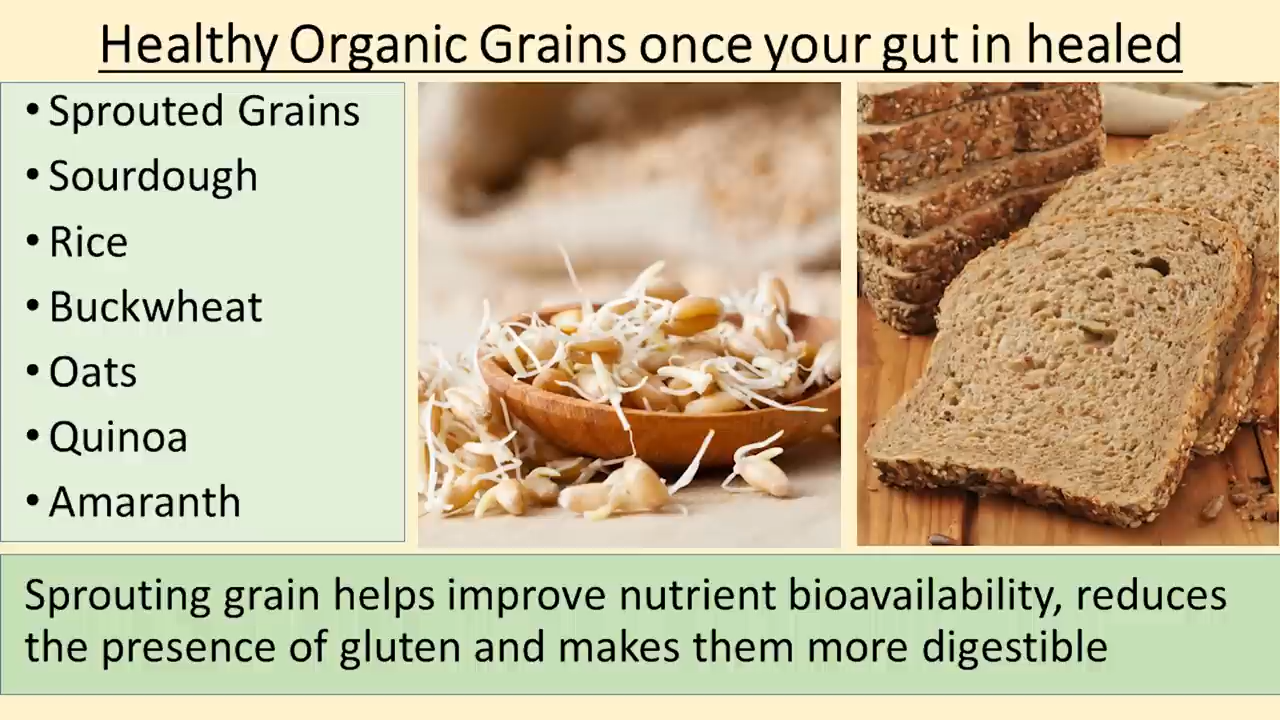 Healthy Organic Grains once your gut in healed
• Sprouted Grains
• Sourdough
• Rice
• Buckwheat
• Oats
• Quinoa
• Amaranth
Sprouting grain helps improve nutrient bioavailability, reduces
the presence of gluten and makes them more digestible